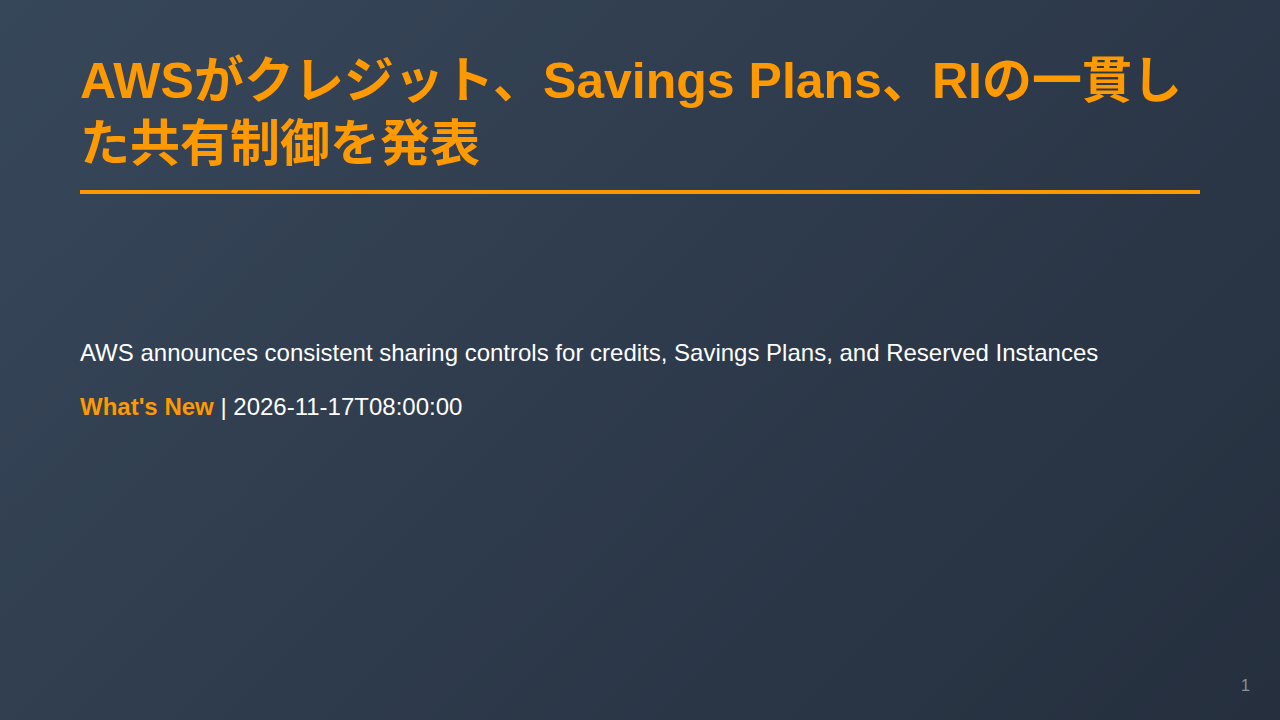 AWSがクレジット、Savings Plans、RIの一貫し
た共有制御を発表
AWS announces consistent sharing controls for credits, Savings Plans, and Reserved Instances
What's New | 2026-11-17T08:00:00
1